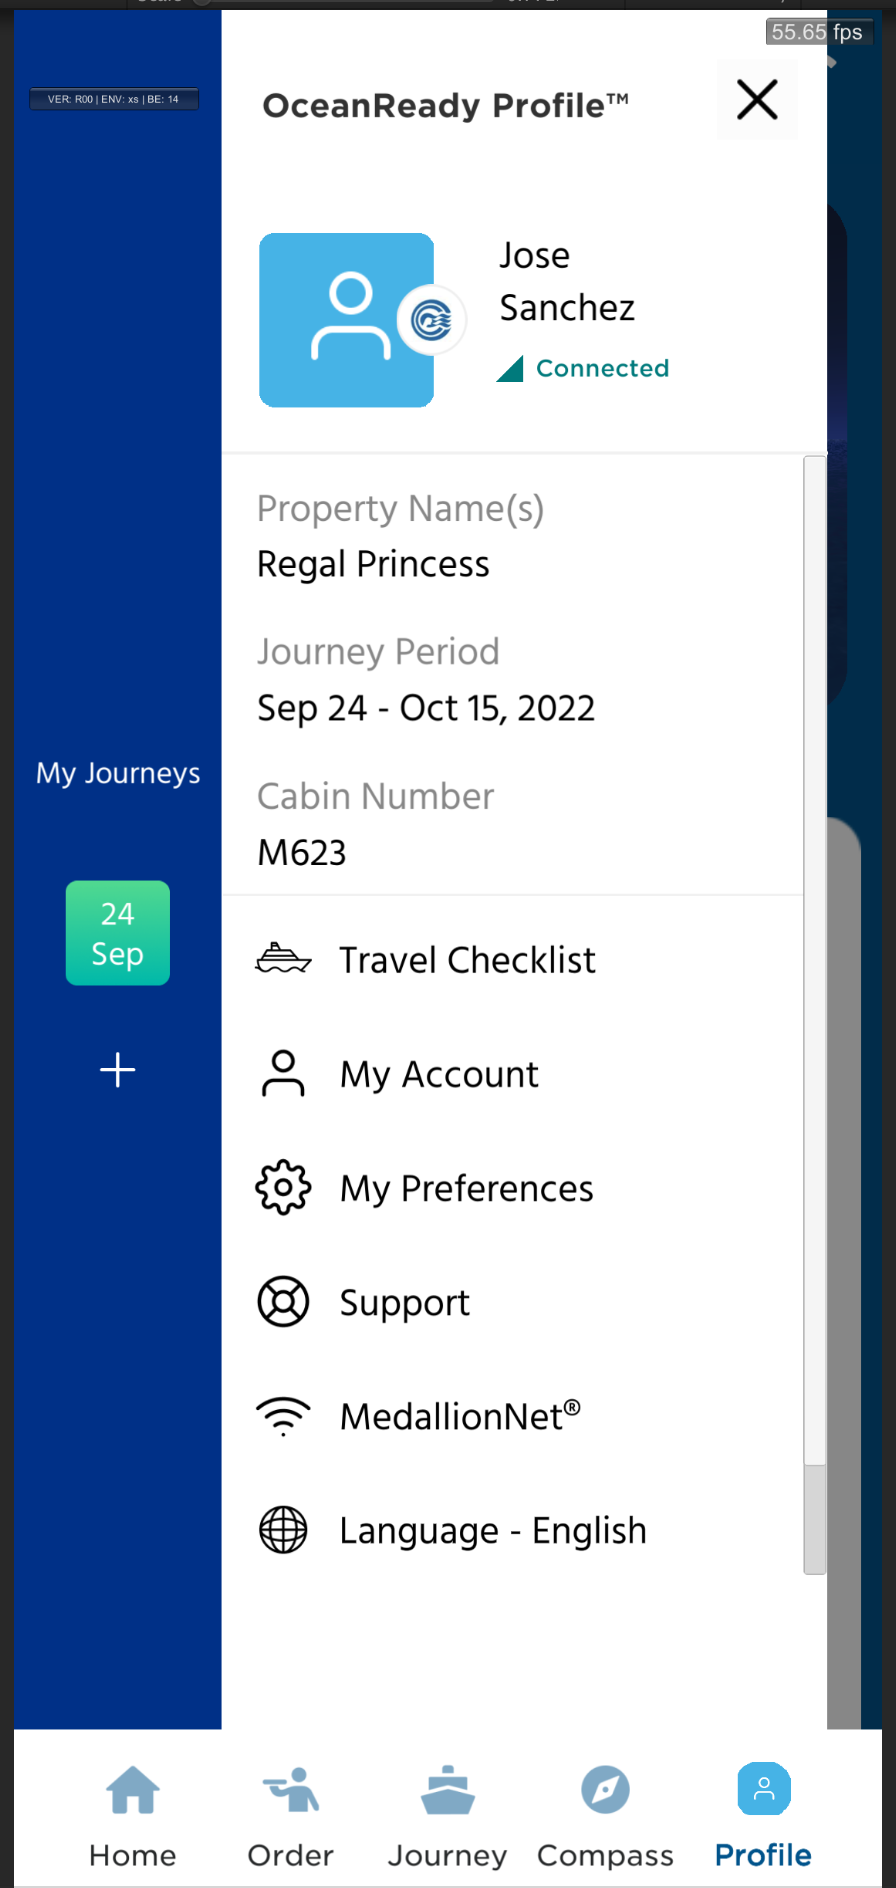 55.65 fps
VER: R00 | ENV: xs | BE: 14
OceanReady Profile™
Jose
Sanchez
Connected
Property Name(s)
Regal Princess
Journey Period
Sep 24 - Oct 15, 2022
My Journeys
Cabin Number
M623
24
Sep
Travel Checklist
My Account
My Preferences
Support
MedallionNet®
Language - English
Home
Order
Journey
Compass
Profile